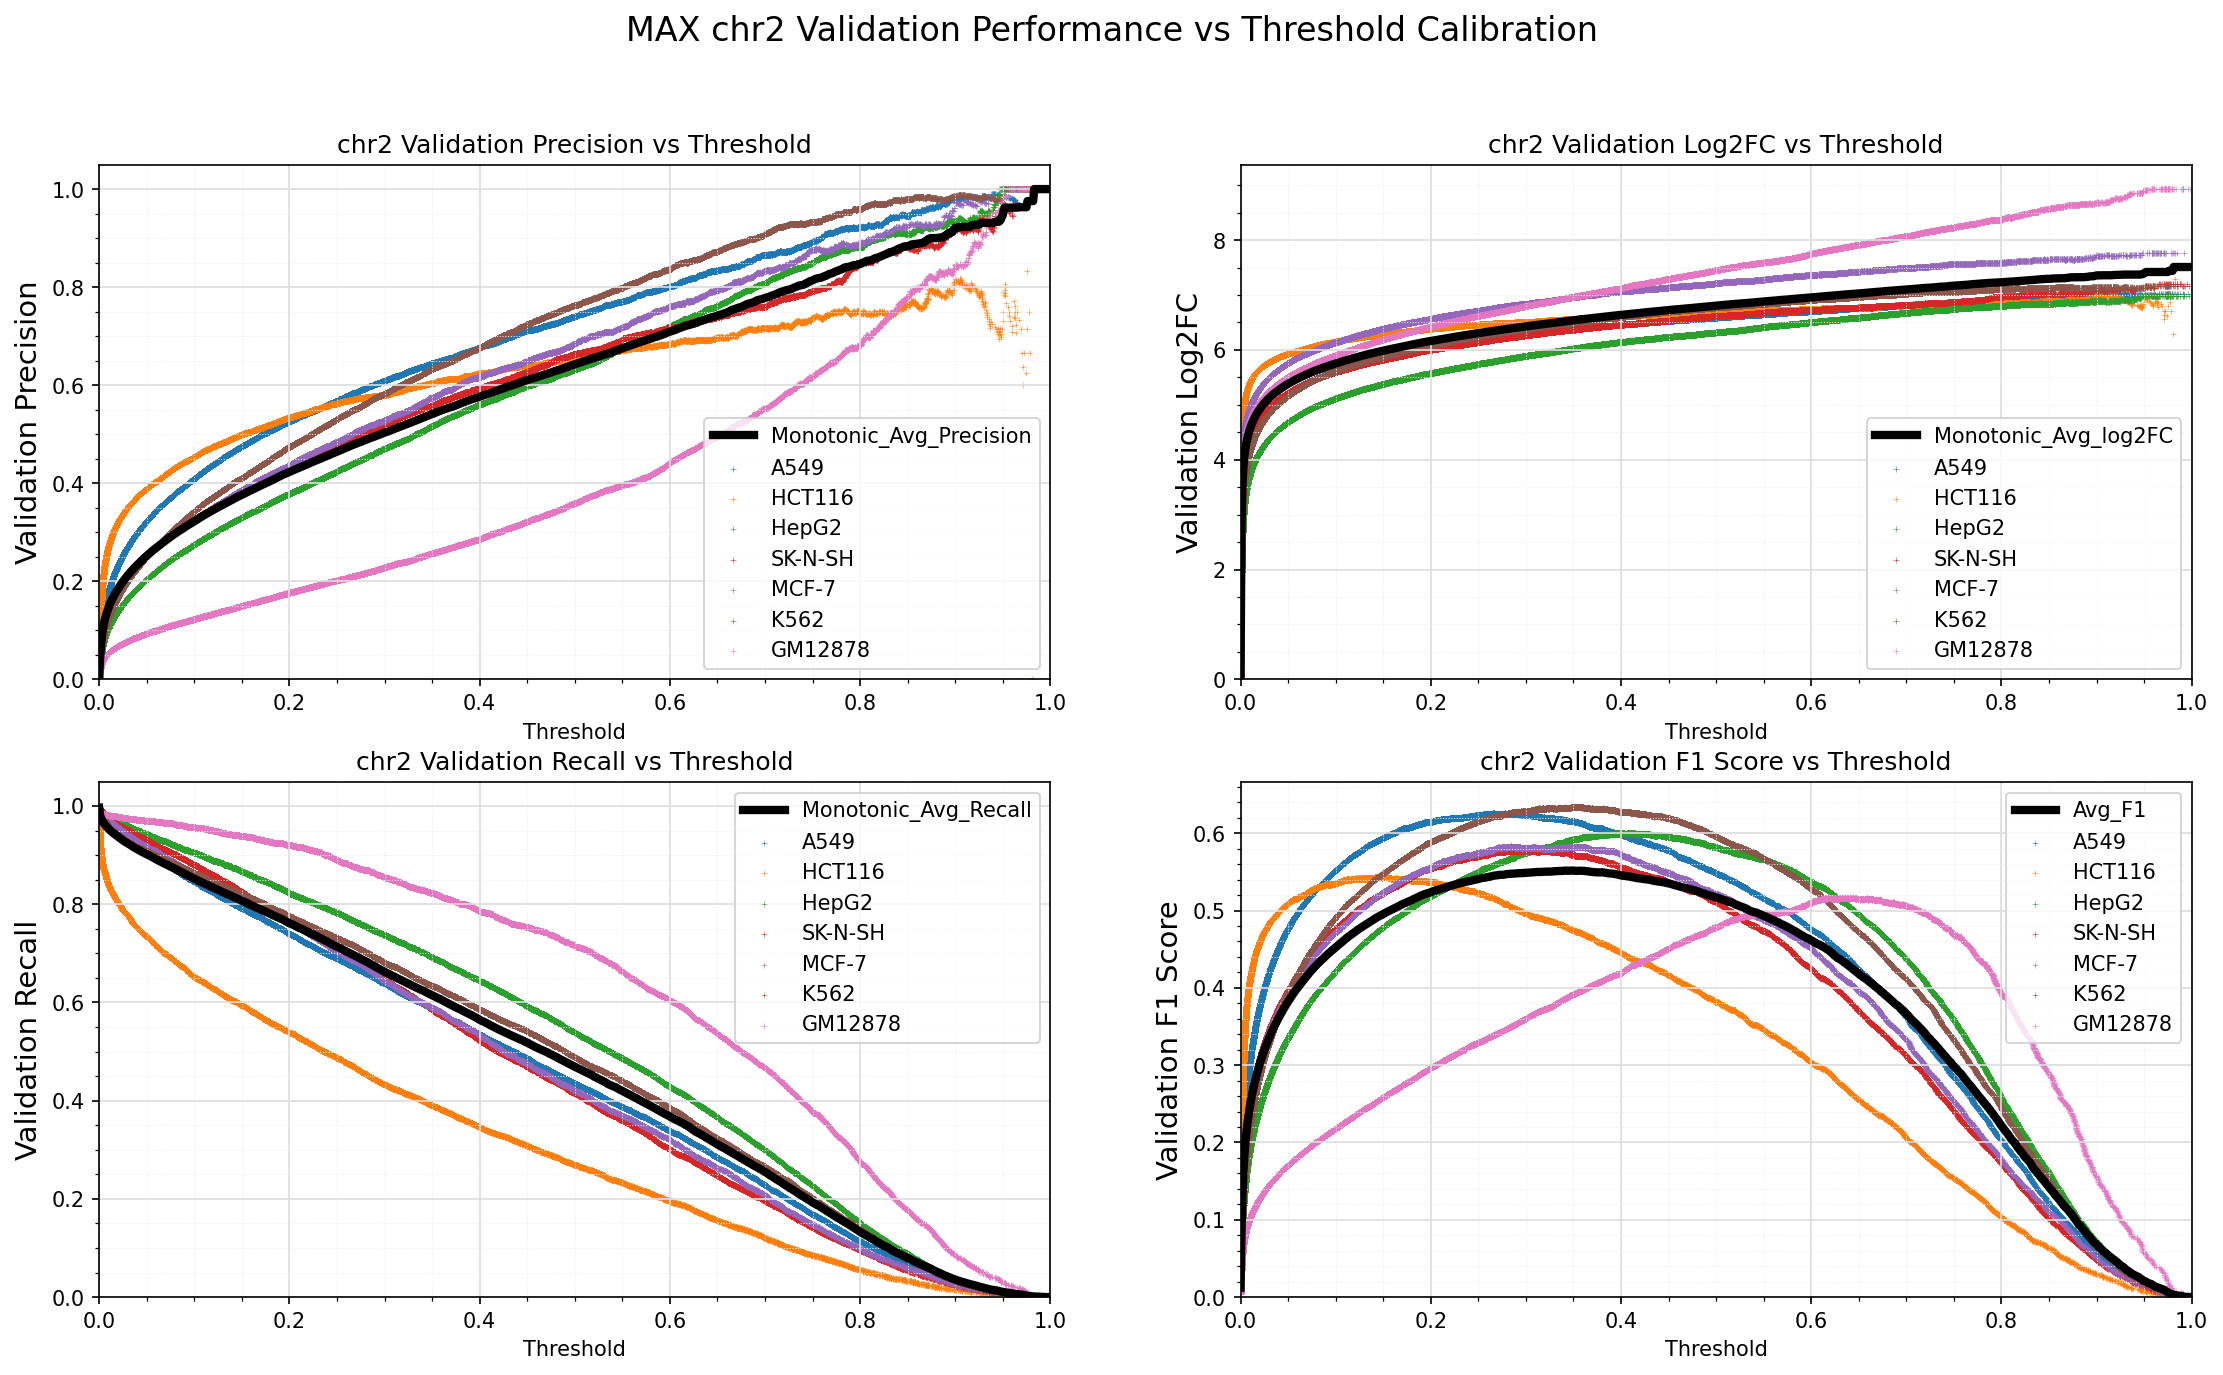 MAX chr2 Validation Performance vs Threshold Calibration
chr2 Validation Precision vs Threshold
Validation Precision
1.0
0.8
0.6
0.4
0.2
0.0
0.0 0.2 0.4 0.6 0.8 1.0
Threshold
Monotonic_Avg_Precision
A549
HCT116
HepG2
SK-N-SH
MCF-7
K562
GM12878
chr2 Validation Log2FC vs Threshold
Validation Log2FC
8
6
4
2
0
0.0 0.2 0.4 0.6 0.8 1.0
Threshold
Monotonic_Avg_log2FC
A549
HCT116
HepG2
SK-N-SH
MCF-7
K562
GM12878
chr2 Validation Recall vs Threshold
Validation Recall
1.0
0.8
0.6
0.4
0.2
0.0
0.0 0.2 0.4 0.6 0.8 1.0
Threshold
Monotonic_Avg_Recall
A549
HCT116
HepG2
SK-N-SH
MCF-7
K562
GM12878
chr2 Validation F1 Score vs Threshold
Validation F1 Score
0.6
0.5
0.4
0.3
0.2
0.1
0.0
0.0 0.2 0.4 0.6 0.8 1.0
Threshold
Avg_F1
A549
HCT116
HepG2
SK-N-SH
MCF-7
K562
GM12878